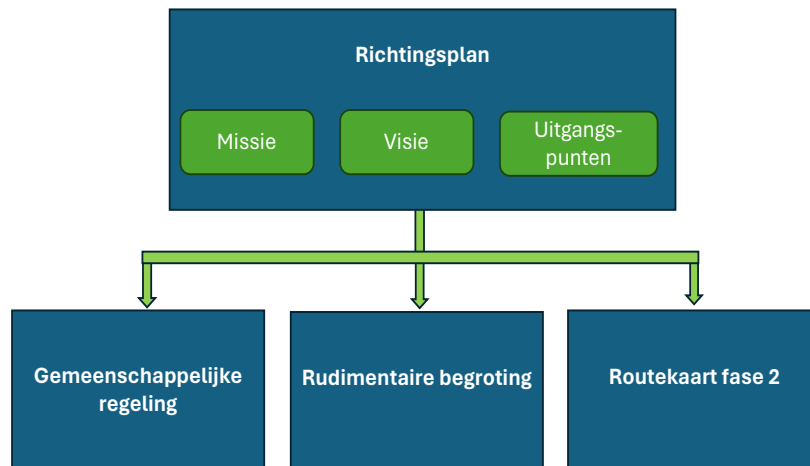 Richtingsplan
Missie
Visie
Uitgangs-
punten
Gemeenschappelijke
regeling
Rudimentaire begroting
Routekaart fase 2